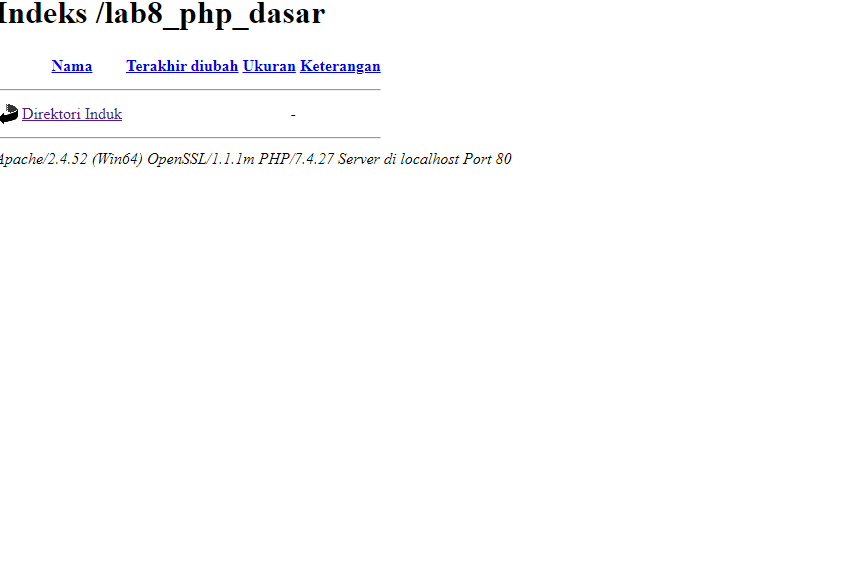 Indeks /lab8_php_dasar
Nama Terakhir diubah Ukuran Keterangan
Direktori Induk -
Apache/2.4.52 (Win64) OpenSSL/1.1.1m PHP/7.4.27 Server di localhost Port 80